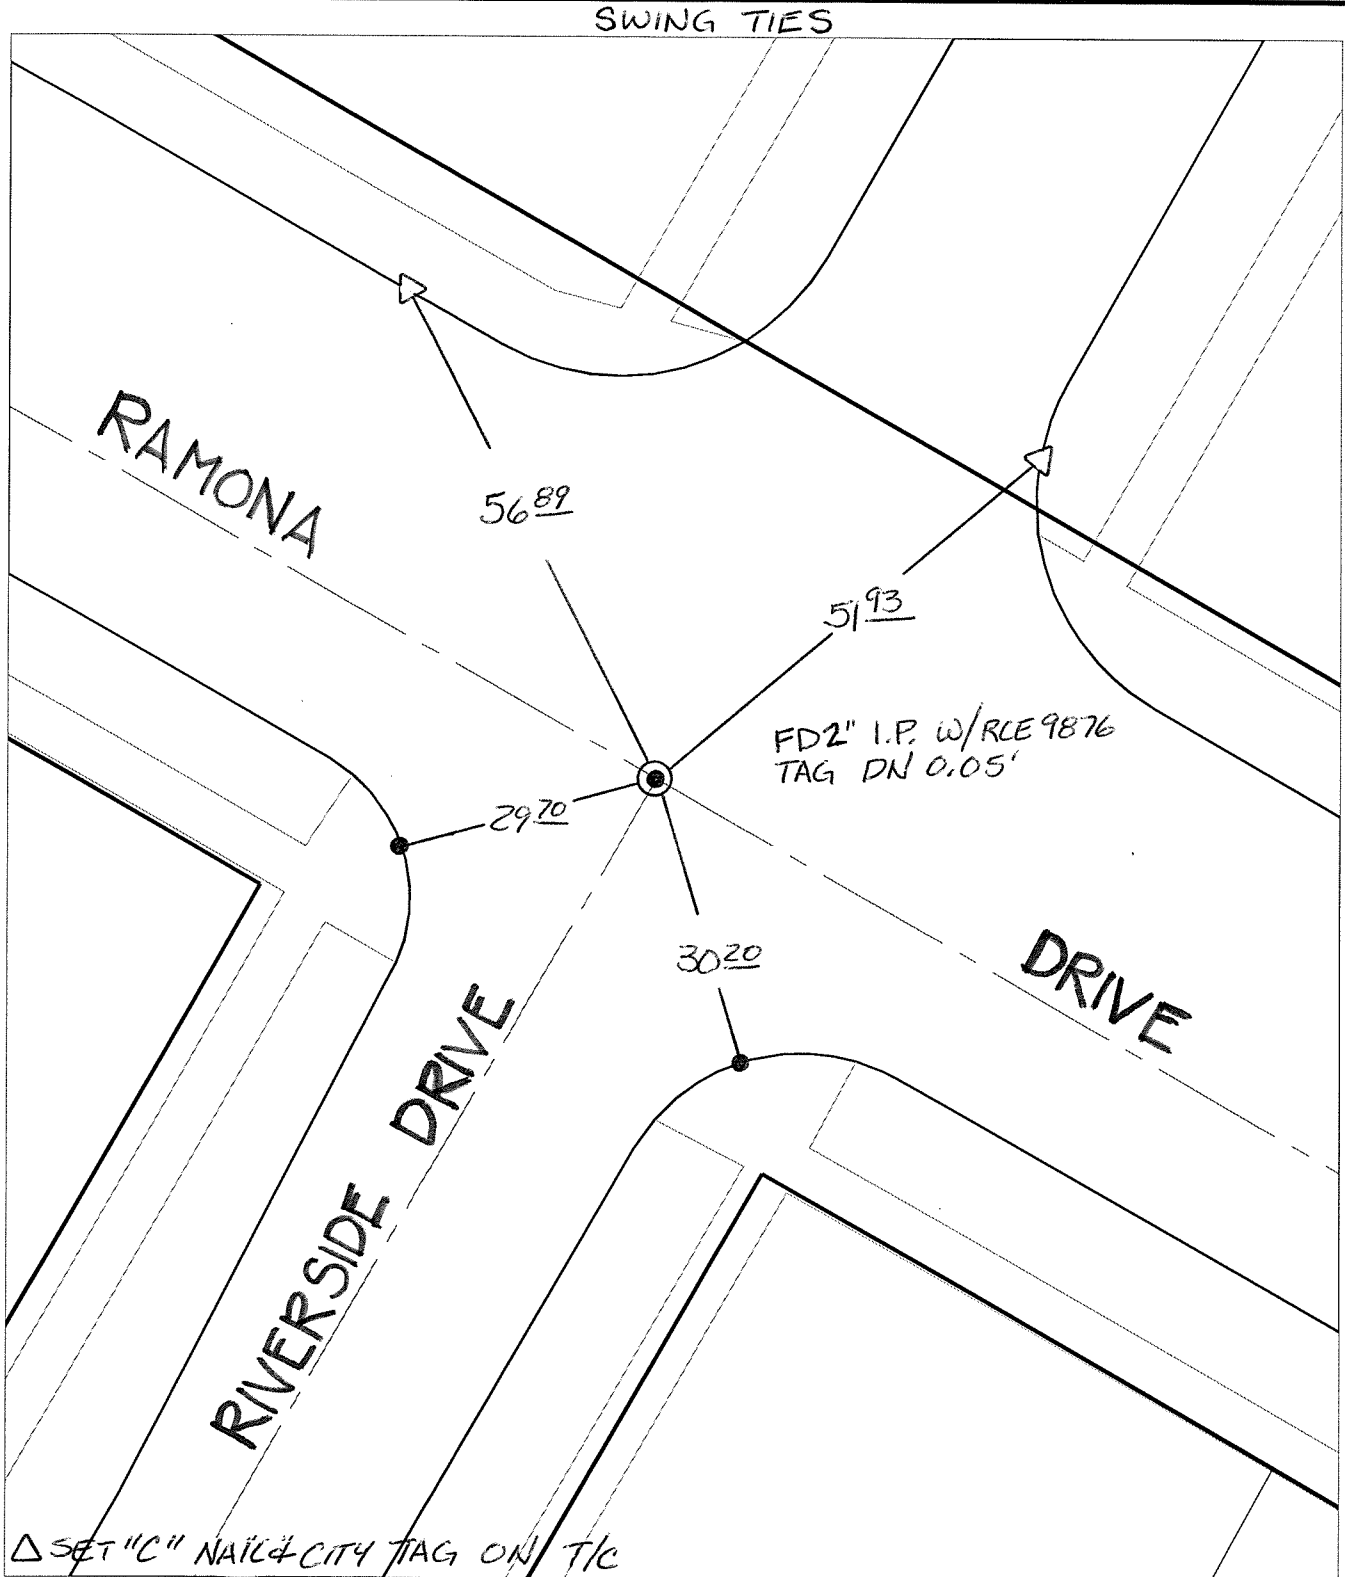 SWING TIES
RAMONA
56 89
51 93
FD 2" I.P. W/RCE 9876
TAG DN 0.05'
29 70
30 20
DRIVE
RIVERSIDE DRIVE
△ SET "C" NAIL & CITY TAG ON T/C